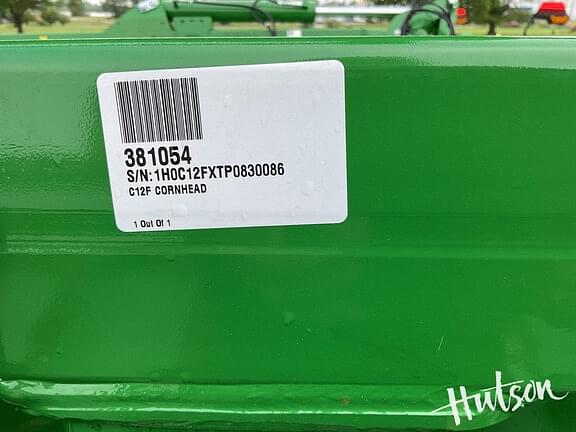 381054
S/N:1H0C12FXTP0830086
C12F CORNHEAD
1 Out Of 1
Hutson